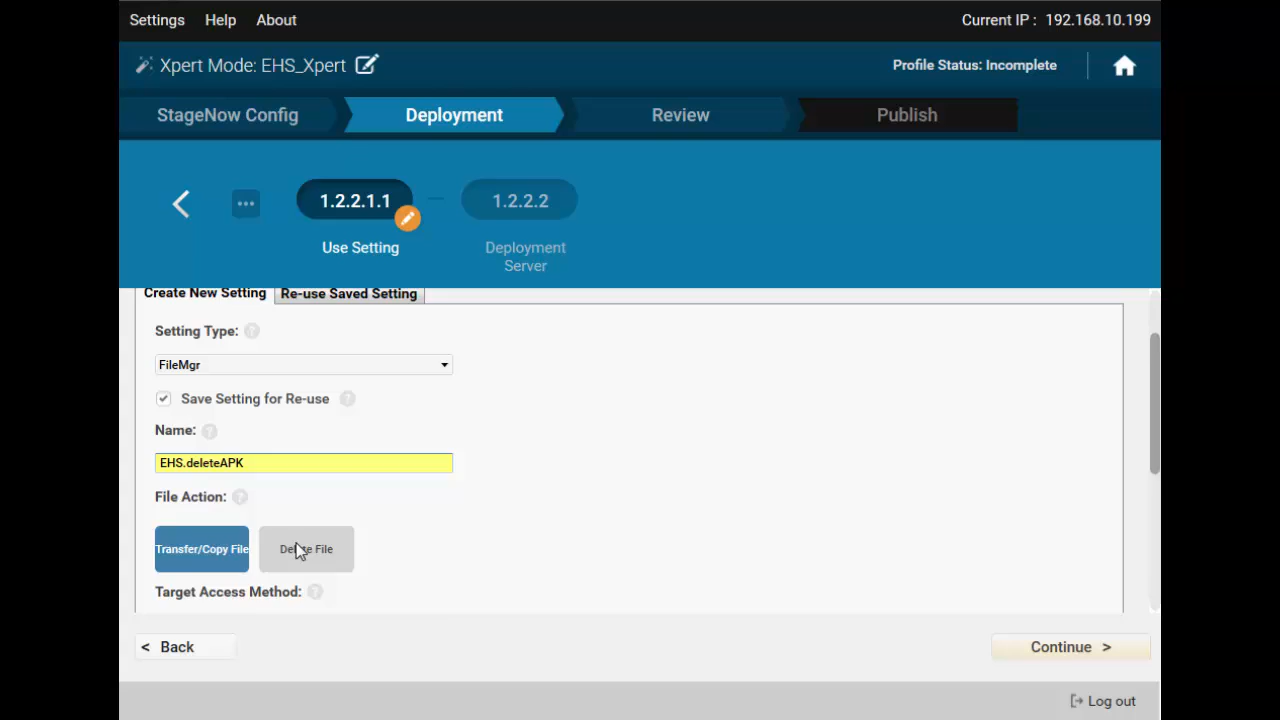 Settings Help About Current IP : 192.168.10.199
Xpert Mode: EHS_Xpert Profile Status: Incomplete
StageNow Config Deployment Review Publish
... 1.2.2.1.1 1.2.2.2
Use Setting Deployment
Server
Create New Setting Re-use Saved Setting
Setting Type: ?
FileMgr
Save Setting for Re-use ?
Name: ?
EHS.deleteAPK
File Action: ?
Transfer/Copy File Delete File
Target Access Method: ?
< Back Continue >
Log out